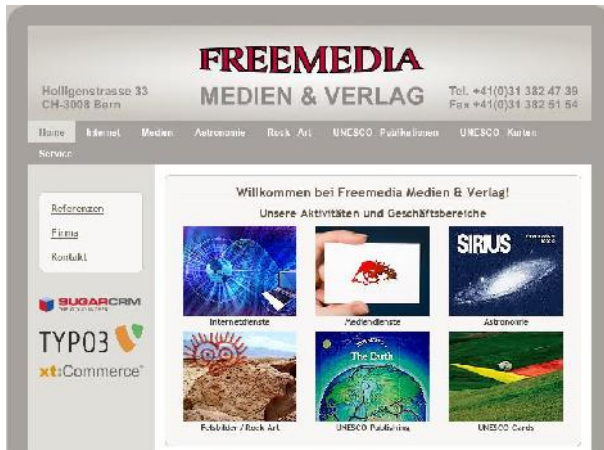 FREEMEDIA
MEDIEN & VERLAG
Holligenstrasse 33
CH-3008 Bern
Tel. +41(0)31 382 47 39
Fax +41(0)31 382 51 54
Home Internet Medien Astronomie Rock Art UNESCO Publikationen UNESCO Karten
Service
Referenzen
Firma
Kontakt
SUGARCRM
TYPO3
xt:Commerce
Willkommen bei Freemedia Medien & Verlag!
Unsere Aktivitäten und Geschäftsbereiche
SIRIUS
Internetdienste Mediendienste Astronomie
The Earth
Felsbilder / Rock Art UNESCO Publishing UNESCO Cards